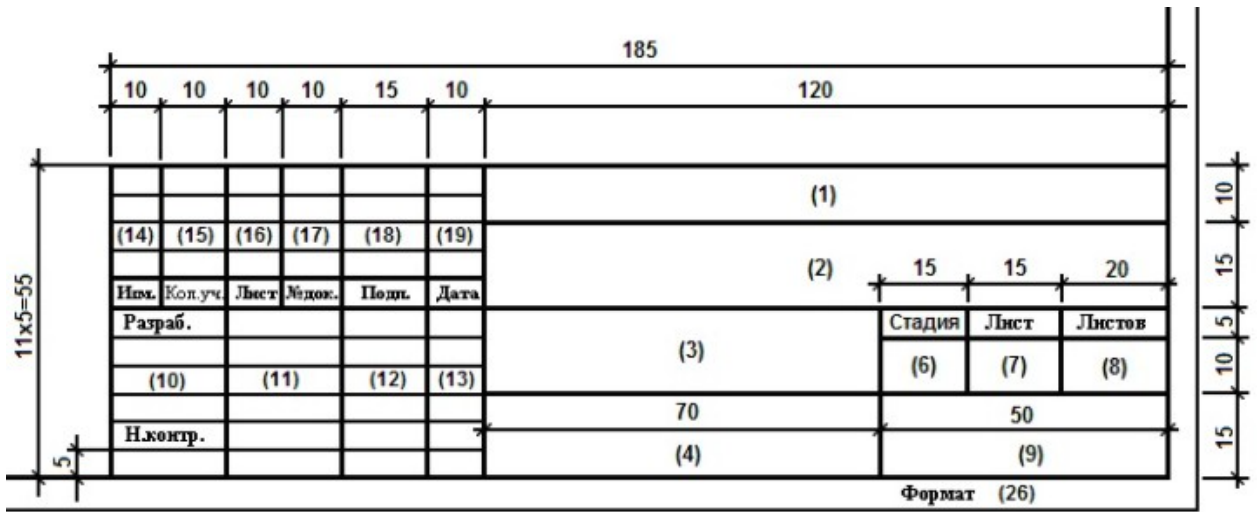 185
10 10 10 10 15 10 120
(1)
10
(14) (15) (16) (17) (18) (19)
(2)
15 15 20
15
11x5=55
Изм. Кол.уч. Лист №док. Подп. Дата
Разраб.
Стадия Лист Листов
5
(3)
(6) (7) (8)
10
(10) (11) (12) (13)
70 50
Н.контр.
(4) (9)
15
5
Формат (26)